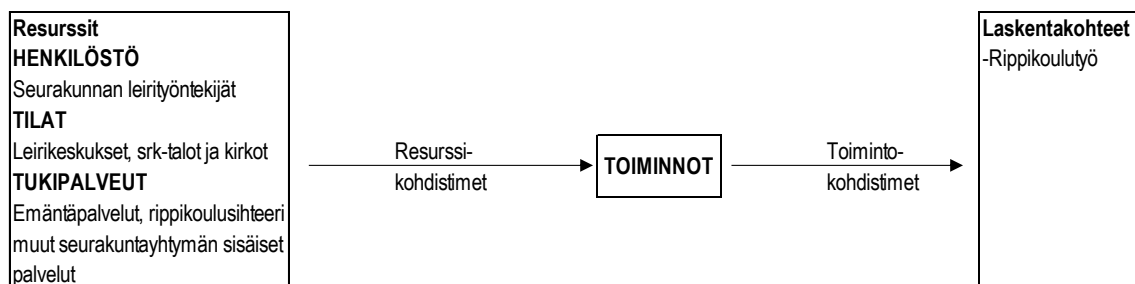 Resurssit
HENKILÖSTÖ
Seurakunnan leirityöntekijät
TILAT
Leirikeskukset, srk-talot ja kirkot
TUKIPALVEUT
Emäntäpalvelut, rippikoulusihteeri
muut seurakuntayhtymän sisäiset
palvelut
Resurssi-
kohdistimet
TOIMINNOT
Toiminto-
kohdistimet
Laskentakohteet
-Rippikoulutyö